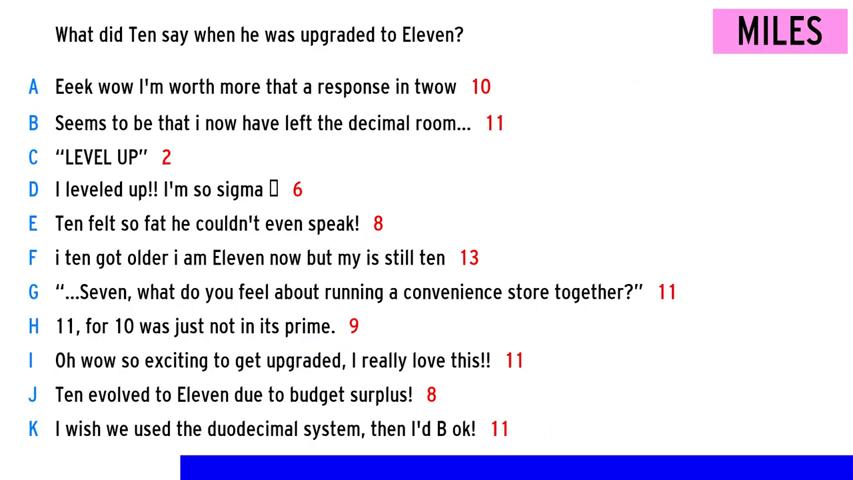 What did Ten say when he was upgraded to Eleven?
MILES
A Eeek wow I'm worth more that a response in twow 10
B Seems to be that i now have left the decimal room... 11
C “LEVEL UP” 2
D I leveled up!! I'm so sigma ▯ 6
E Ten felt so fat he couldn't even speak! 8
F i ten got older i am Eleven now but my is still ten 13
G “...Seven, what do you feel about running a convenience store together?” 11
H 11, for 10 was just not in its prime. 9
I Oh wow so exciting to get upgraded, I really love this!! 11
J Ten evolved to Eleven due to budget surplus! 8
K I wish we used the duodecimal system, then I'd B ok! 11